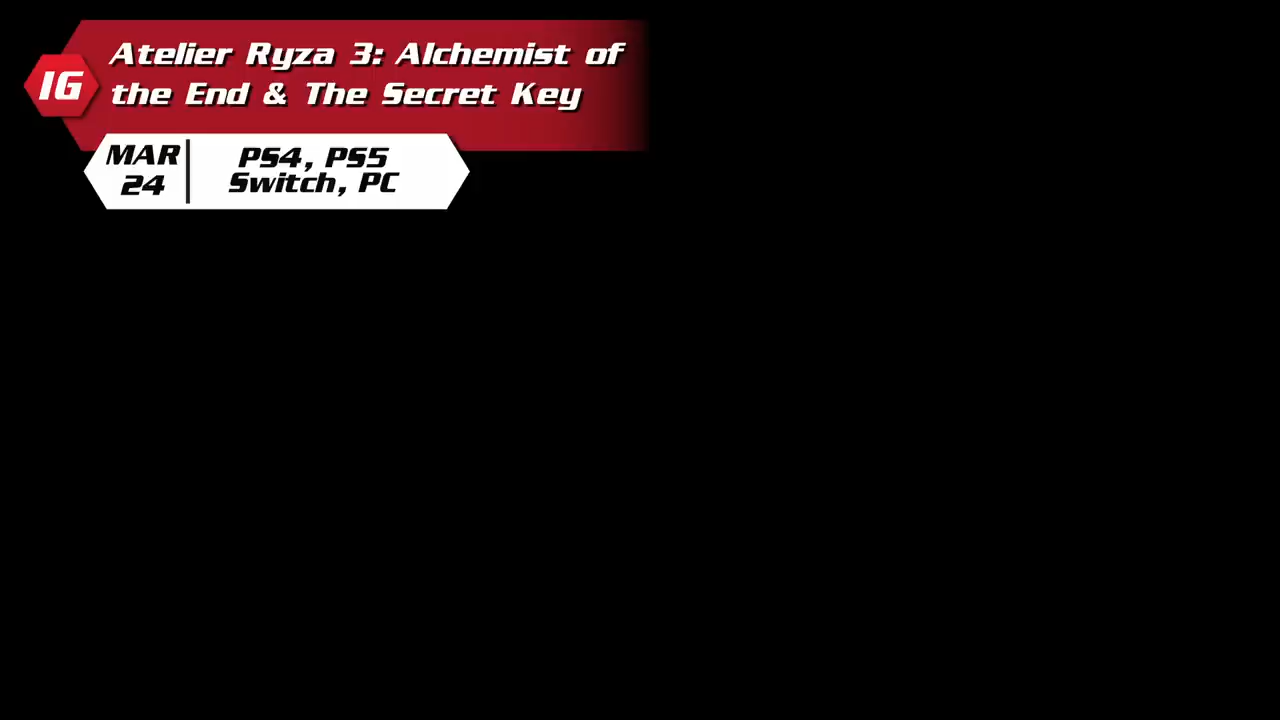 IG
Atelier Ryza 3: Alchemist of
the End & The Secret Key
MAR
24
PS4, PS5
Switch, PC